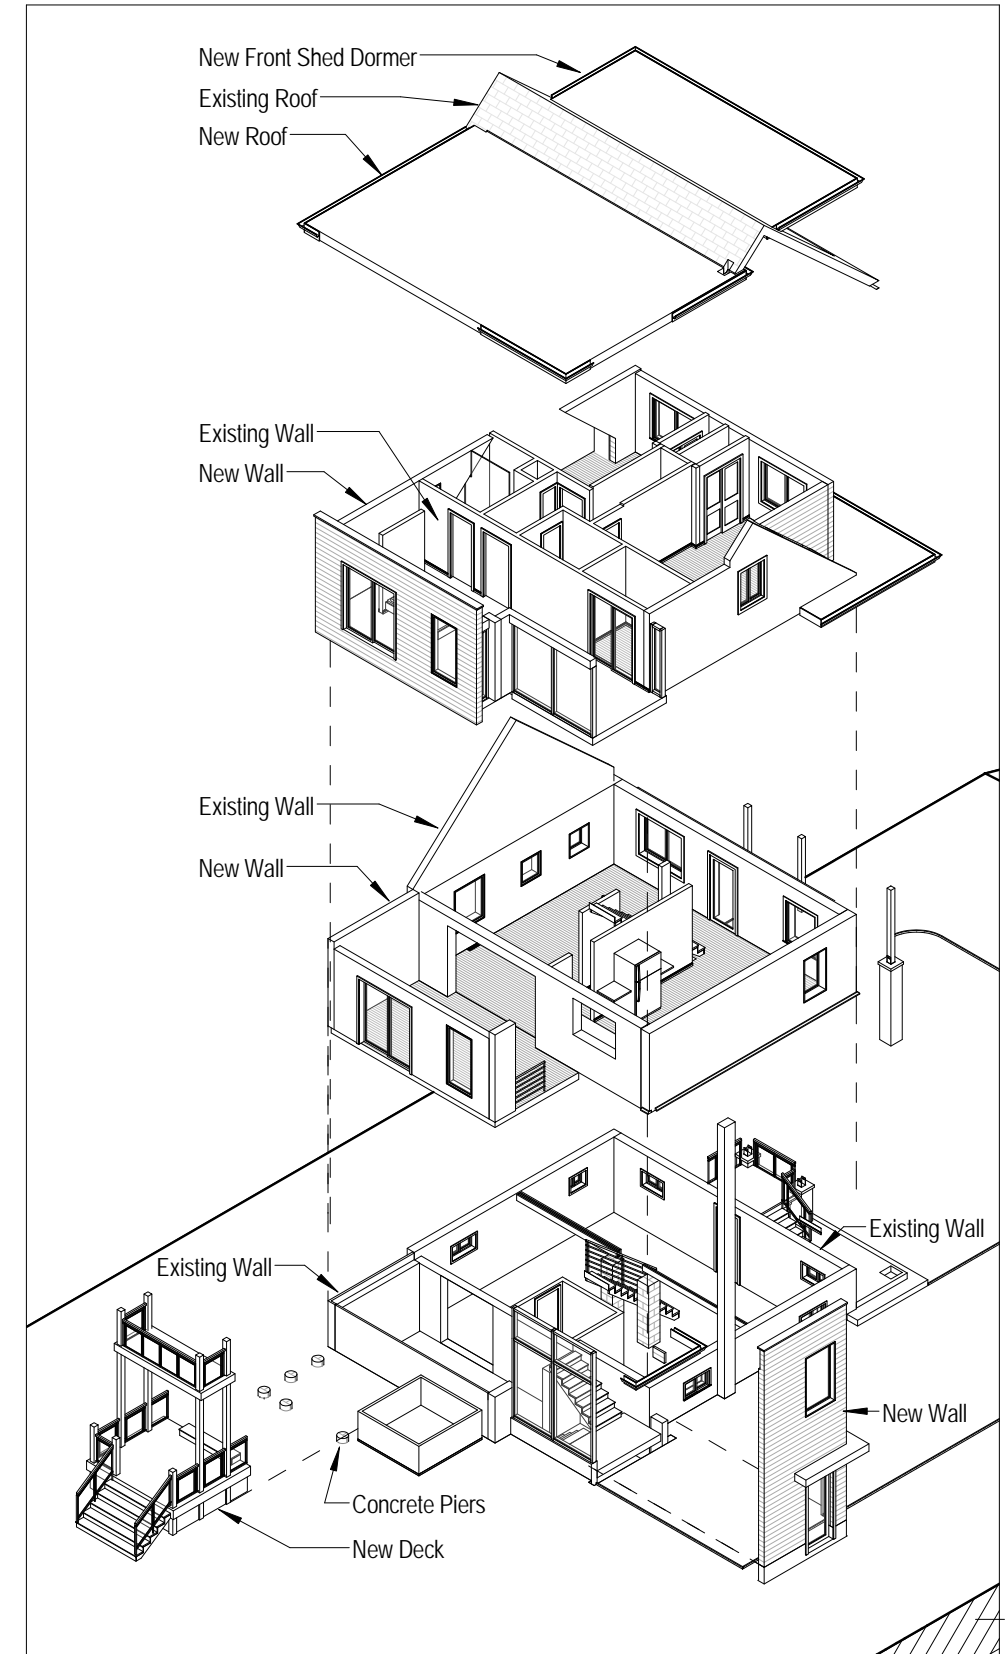 New Front Shed Dormer
Existing Roof
New Roof
Existing Wall
New Wall
Existing Wall
New Wall
Existing Wall
Existing Wall
New Wall
Concrete Piers
New Deck